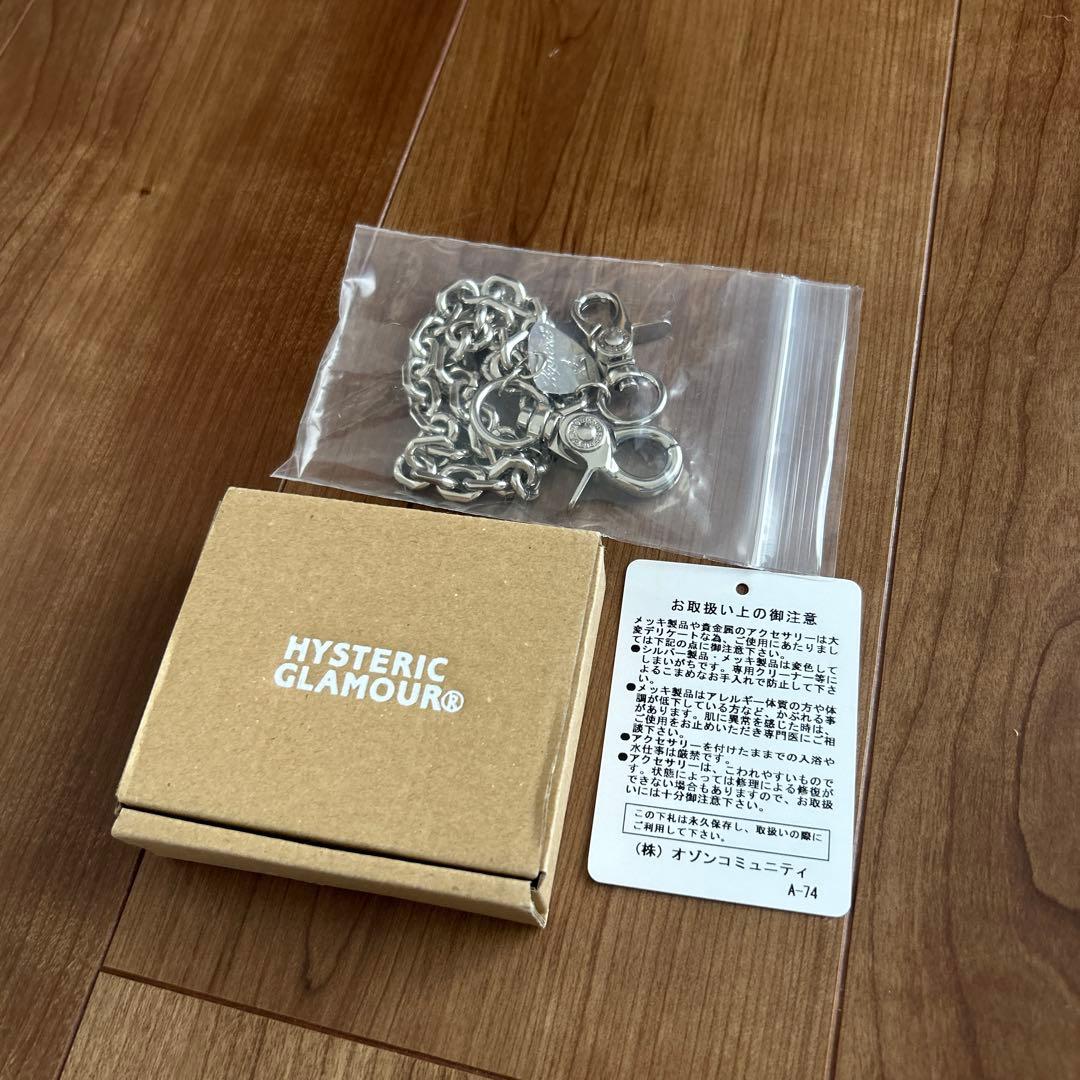 HYSTERIC
GLAMOUR®
お取扱い上の御注意
メッキ製品や貴金属のアクセサリーは大
変デリケートな為、ご使用にあたりまし
ては下記の点に御注意下さい。
●シルバー製品・メッキ製品は変色して
しまいがちです。専用クリーナー等に
よるこまめなお手入れで防止して下さ
い。
●メッキ製品はアレルギー体質の方や体
調が低下している方など、かぶれる事
があります。肌に異常を感じた時は、
ご使用をお止めいただき専門医にご相
談下さい。
●アクセサリーを付けたままでの入浴や
水仕事は厳禁です。
●アクセサリーは、こわれやすいもので
す。状態によっては修理による修復が
できない場合もありますので、お取扱
いには十分御注意下さい。
この下札は永久保存し、取扱いの際に
ご利用して下さい。
(株) オゾンコミュニティ
A-74